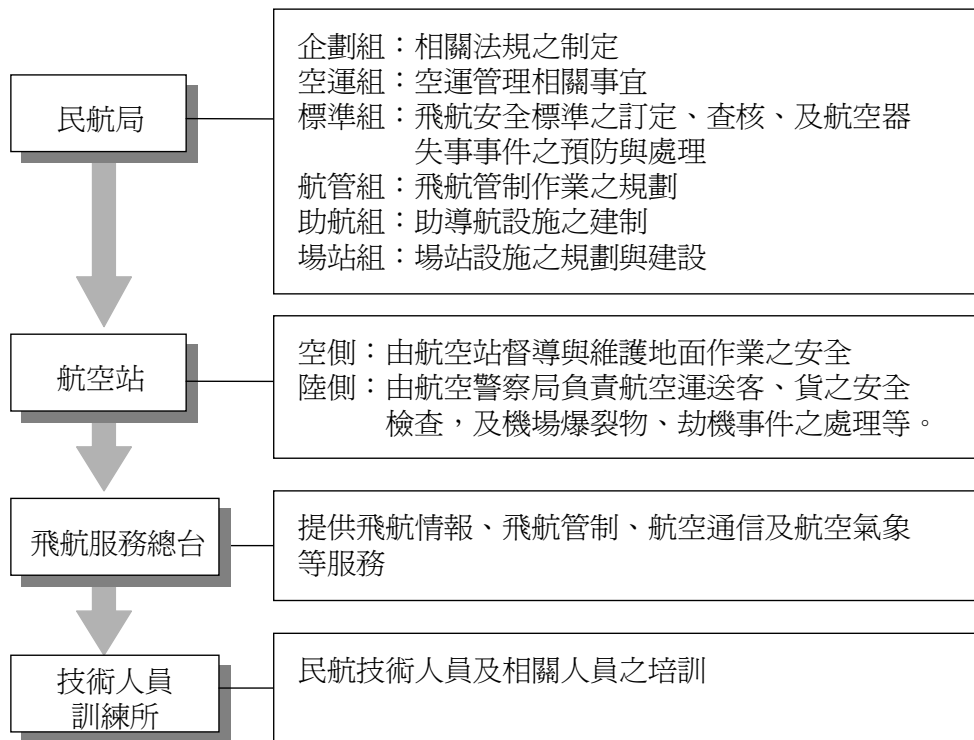 民航局
企劃組：相關法規之制定
空運組：空運管理相關事宜
標準組：飛航安全標準之訂定、查核、及航空器
失事事件之預防與處理
航管組：飛航管制作業之規劃
助航組：助導航設施之建制
場站組：場站設施之規劃與建設
航空站
空側：由航空站督導與維護地面作業之安全
陸側：由航空警察局負責航空運送客、貨之安全
檢查，及機場爆裂物、劫機事件之處理等。
飛航服務總台
提供飛航情報、飛航管制、航空通信及航空氣象
等服務
技術人員
訓練所
民航技術人員及相關人員之培訓